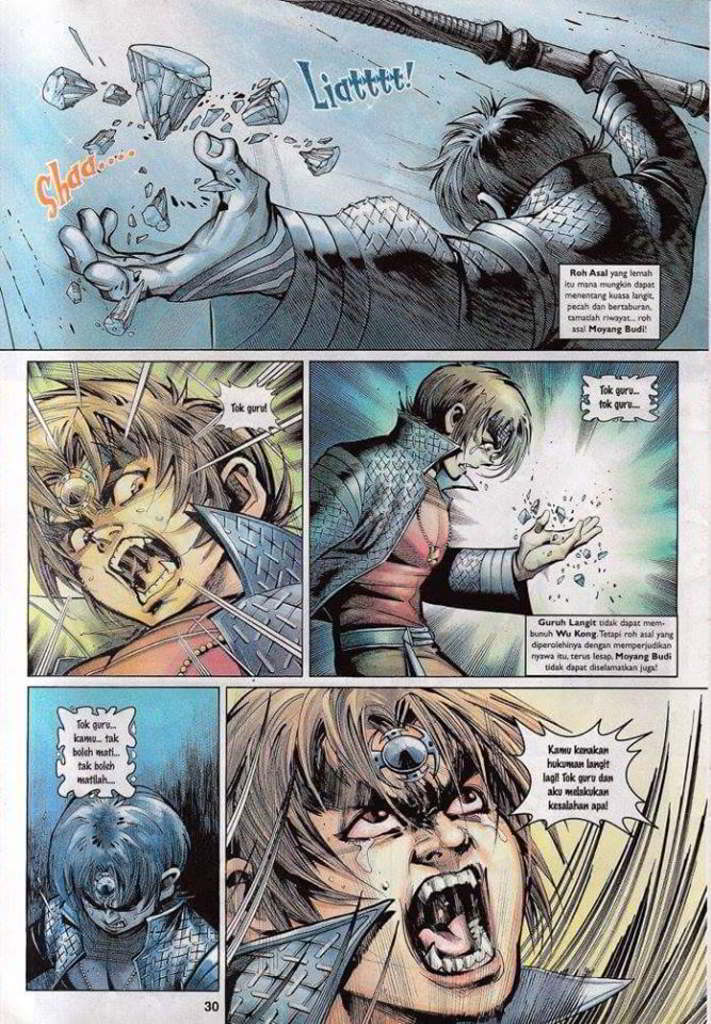 Liatttt!
Shaa....
Roh Asal yang lemah
itu mana mungkin dapat
menentang kuasa langit,
pecah dan bertaburan,
tamatlah riwayat... roh
asal Moyang Budi!
Tok guru!
Tok guru...
tok guru....
Guruh Langit tidak dapat mem-
bunuh Wu Kong. Tetapi roh asal yang
diperolehinya dengan memperjudikan
nyawa itu, terus lesap, Moyang Budi
tidak dapat diselamatkan juga!
Tok guru...
kamu... tak
boleh mati...
tak boleh
matilah....
Kamu kenakan
hukuman langit
lagi! Tok guru dan
aku melakukan
kesalahan apa!
30